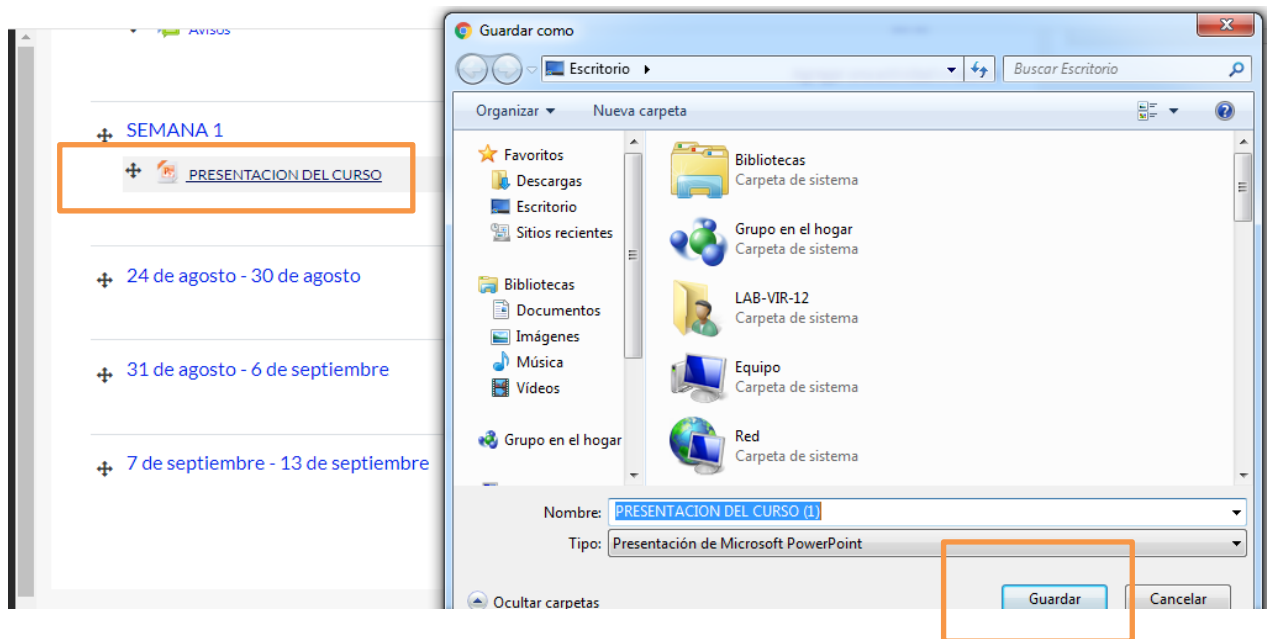 Avisos
SEMANA 1
PRESENTACION DEL CURSO
24 de agosto - 30 de agosto
31 de agosto - 6 de septiembre
7 de septiembre - 13 de septiembre
Guardar como
Escritorio
Buscar Escritorio
Organizar
Nueva carpeta
Favoritos
Descargas
Escritorio
Sitios recientes
Bibliotecas
Documentos
Imágenes
Música
Vídeos
Grupo en el hogar
Bibliotecas
Carpeta de sistema
Grupo en el hogar
Carpeta de sistema
LAB-VIR-12
Carpeta de sistema
Equipo
Carpeta de sistema
Red
Carpeta de sistema
Nombre: PRESENTACION DEL CURSO (1)
Tipo: Presentación de Microsoft PowerPoint
Ocultar carpetas
Guardar
Cancelar